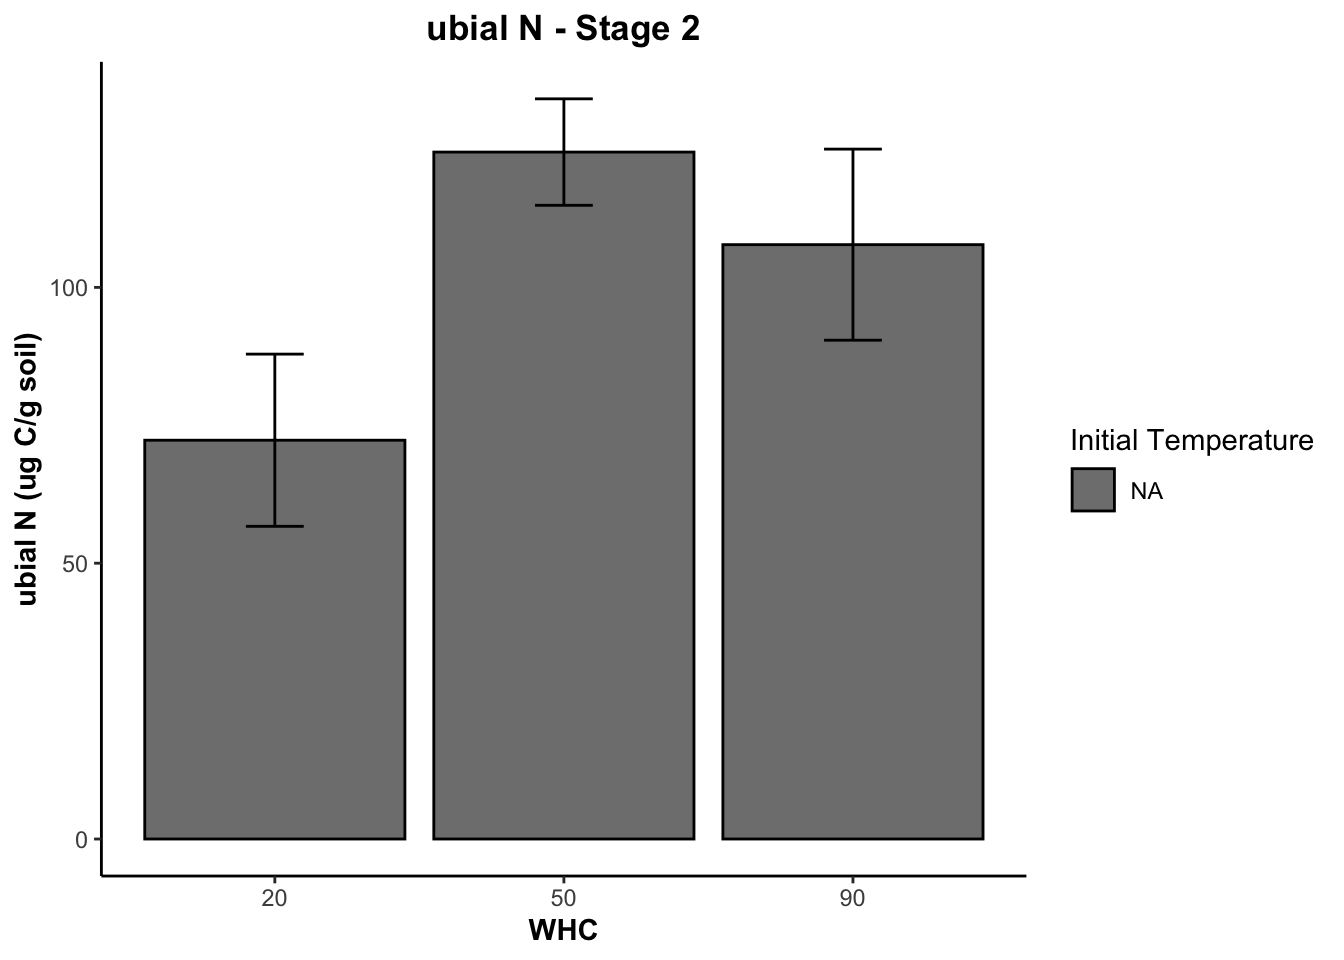 ubial N - Stage 2
ubial N (ug C/g soil)
100
50
0
20 50 90
WHC
Initial Temperature
NA